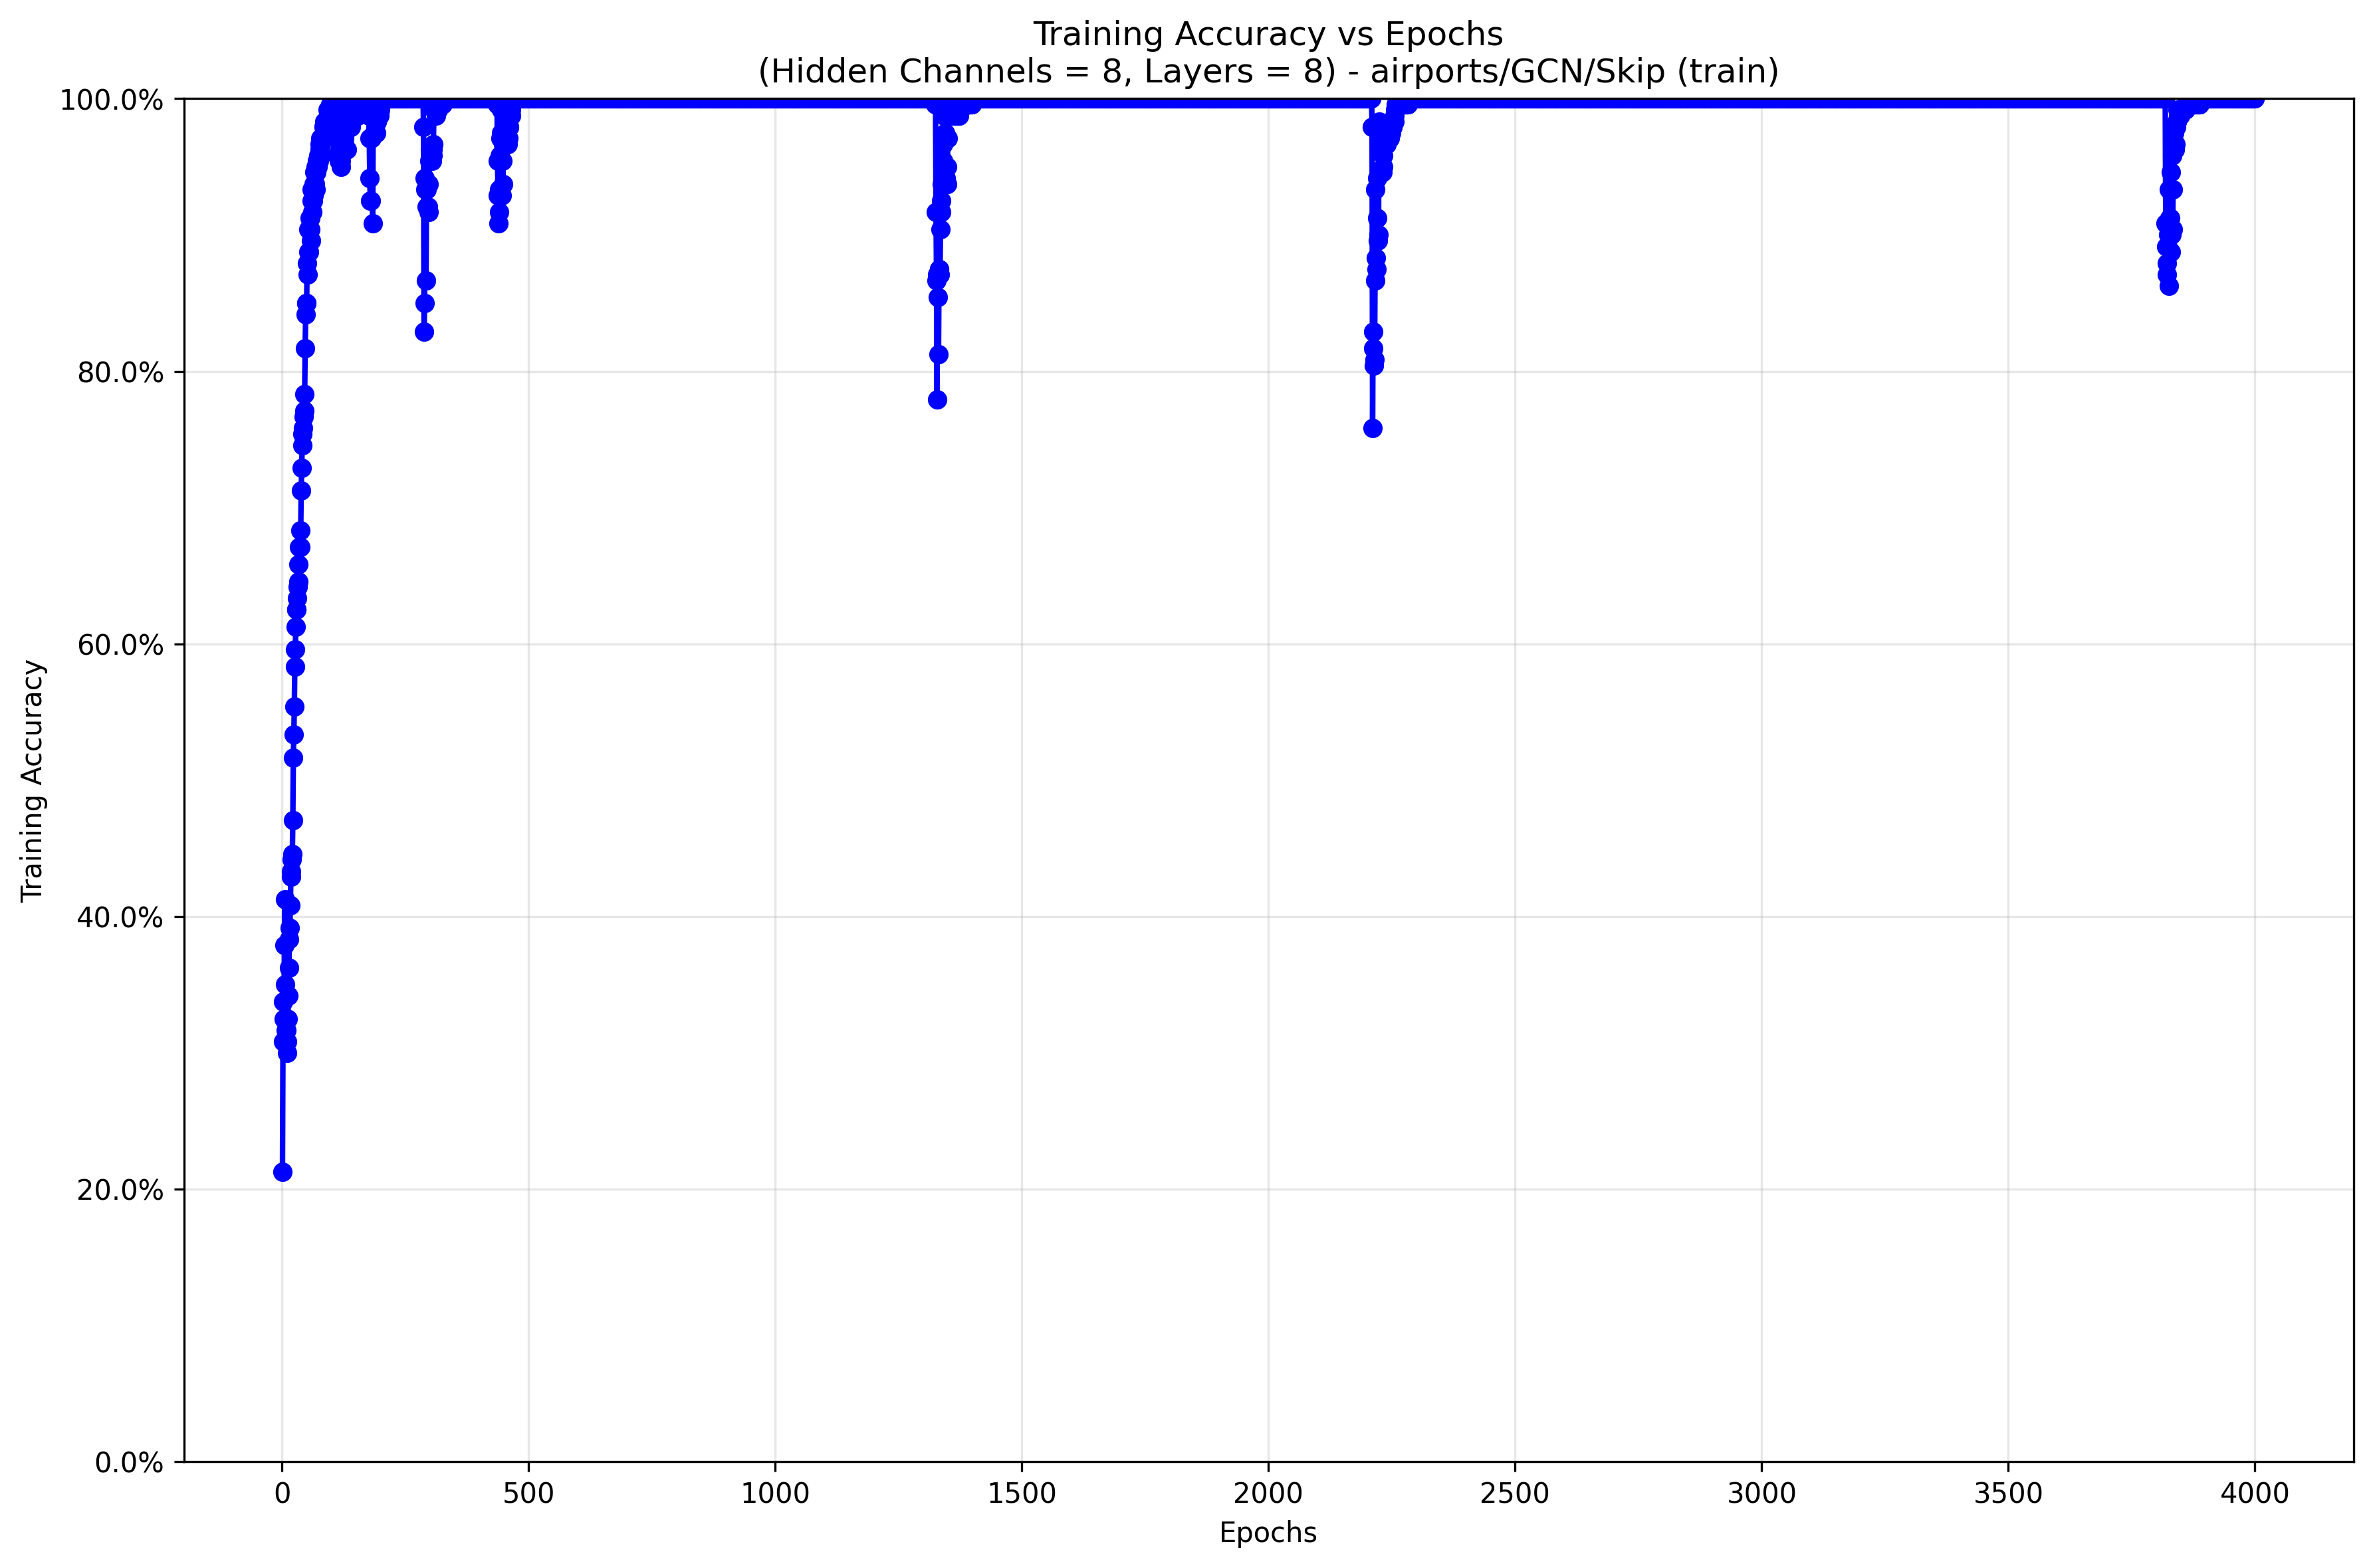 Training Accuracy vs Epochs
(Hidden Channels = 8, Layers = 8) - airports/GCN/Skip (train)
100.0%
80.0%
60.0%
40.0%
20.0%
0.0%
Training Accuracy
0 500 1000 1500 2000 2500 3000 3500 4000
Epochs